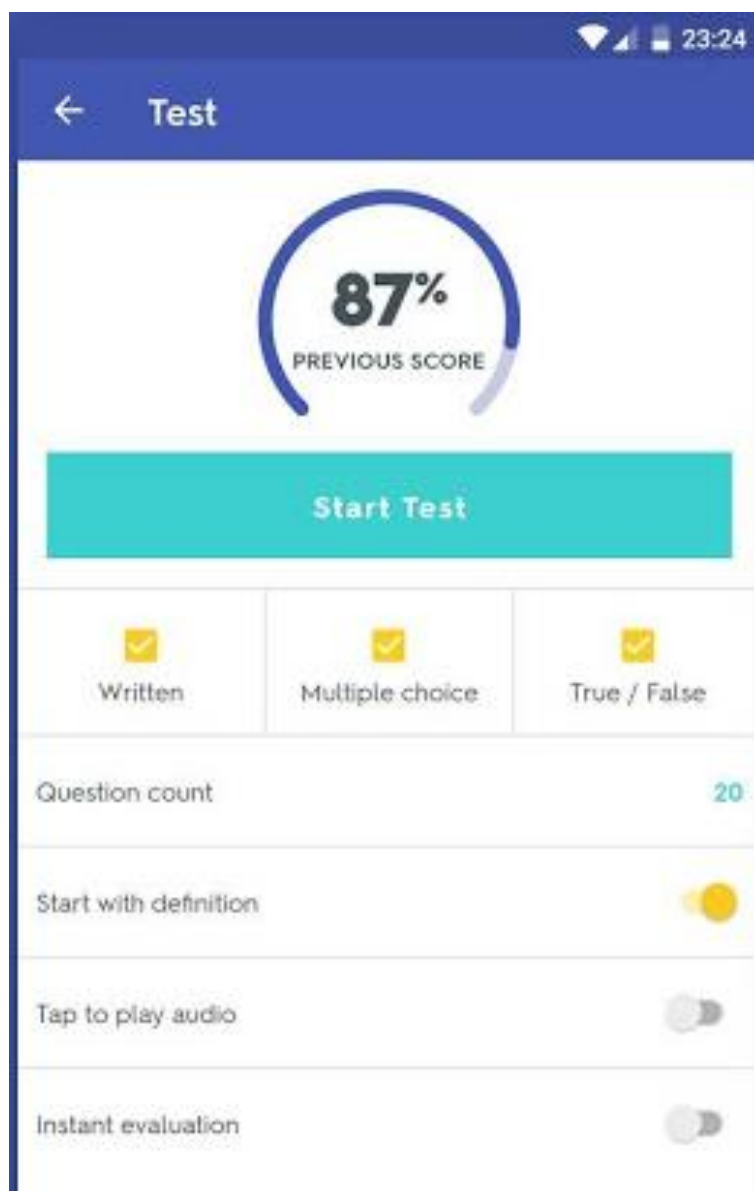 23:24
Test
87%
PREVIOUS SCORE
Start Test
Written Multiple choice True / False
Question count 20
Start with definition
Tap to play audio
Instant evaluation